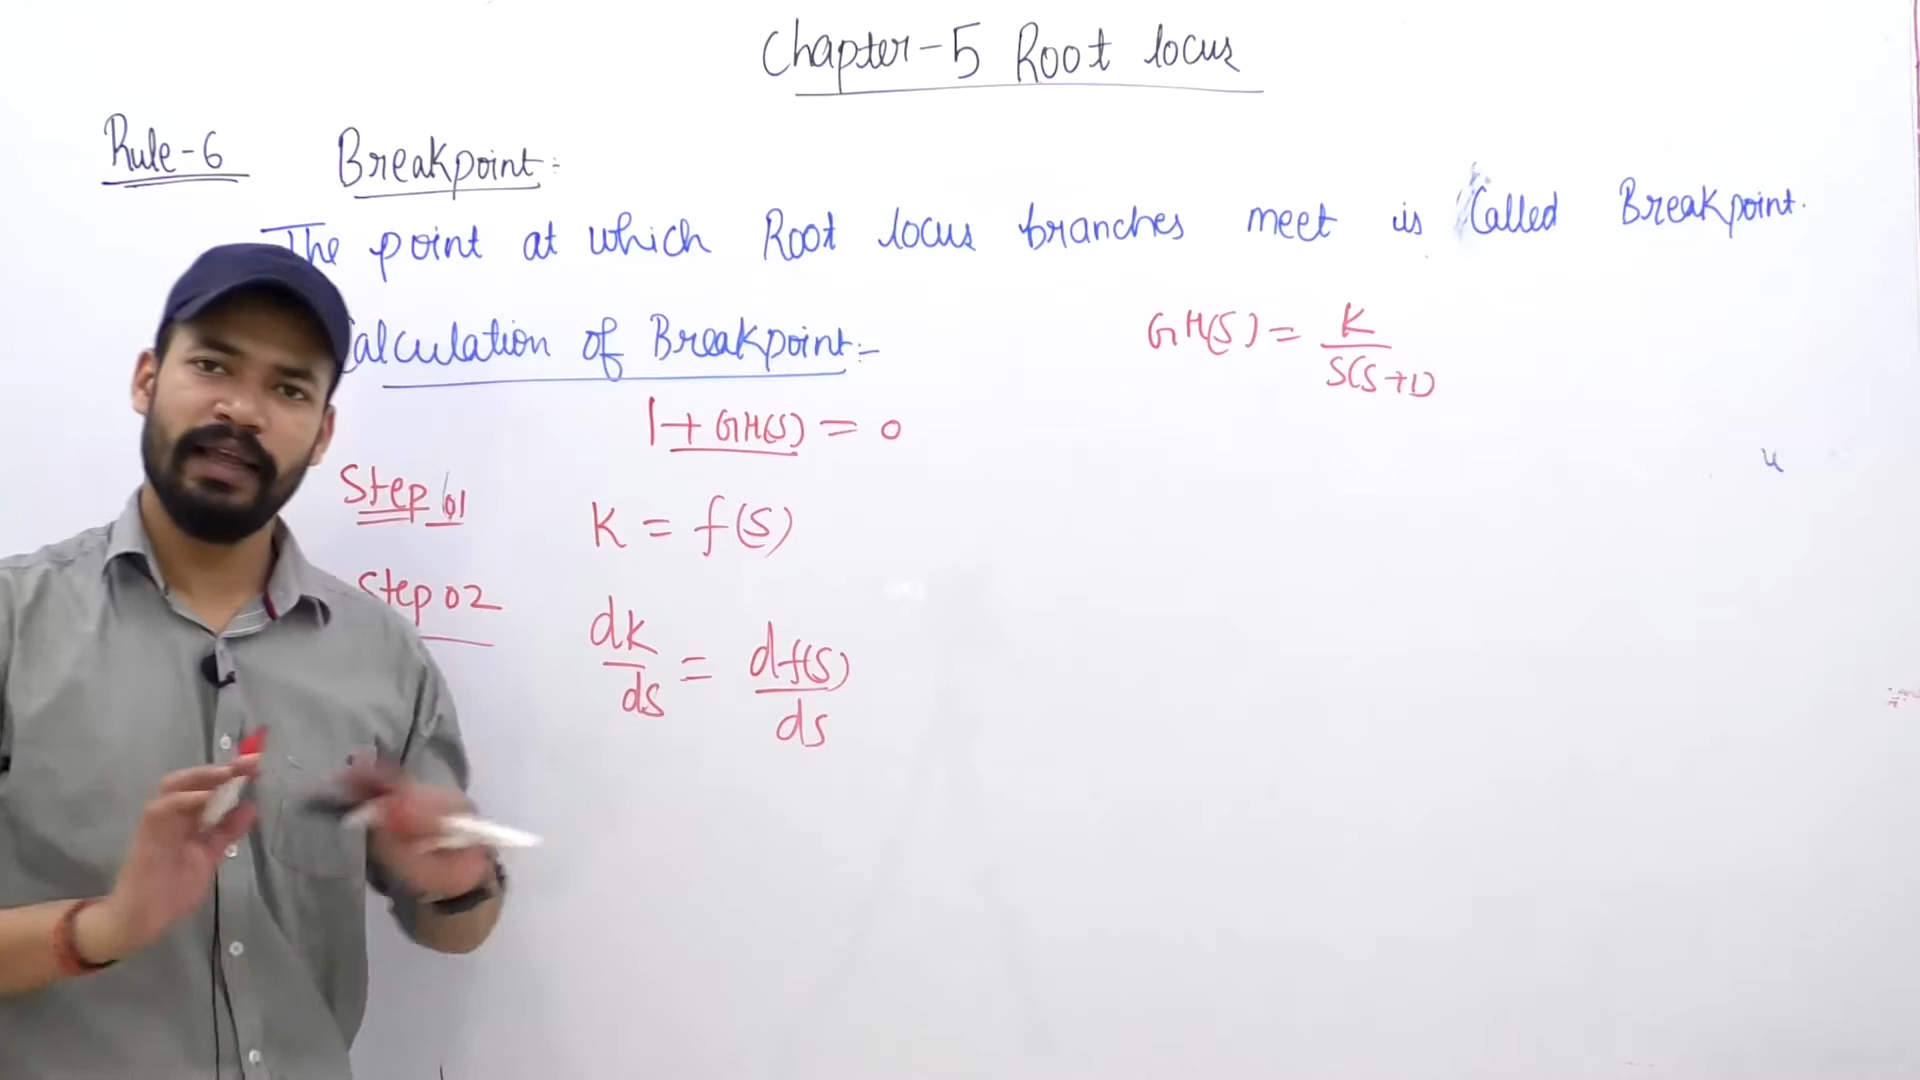 Chapter-5 Root locus
Rule-6 Breakpoint:
The point at which Root locus branches meet is Called Breakpoint.
Calculation of Breakpoint:-
GH(S) = K / S(S+1)
1+GH(S) = 0
Step 01 K = f(S)
Step 02 dk/ds = df(S)/ds